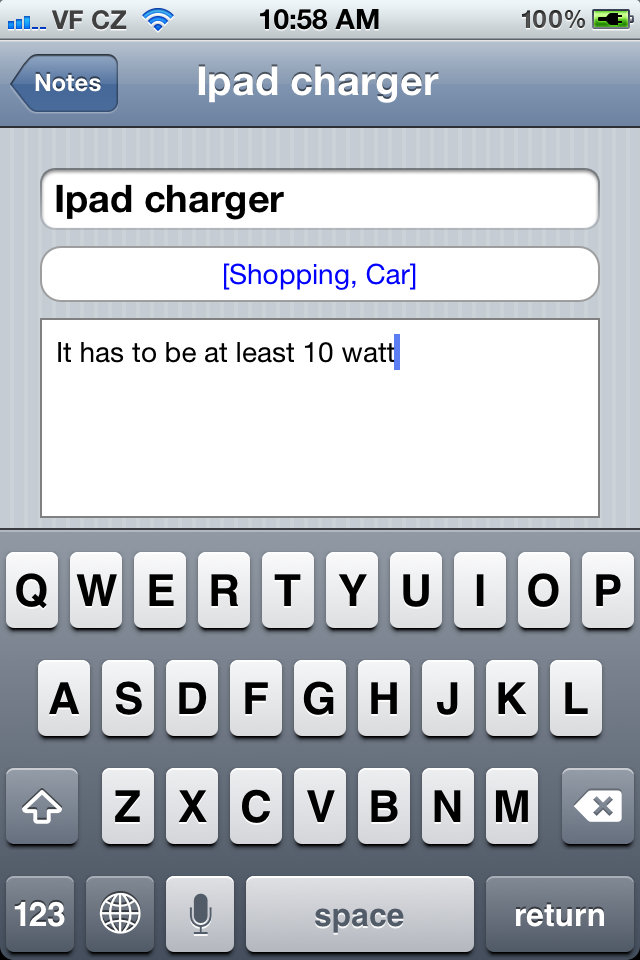 VF CZ 10:58 AM 100%
Notes Ipad charger
Ipad charger
[Shopping, Car]
It has to be at least 10 watt
Q W E R T Y U I O P
A S D F G H J K L
Z X C V B N M
123 space return